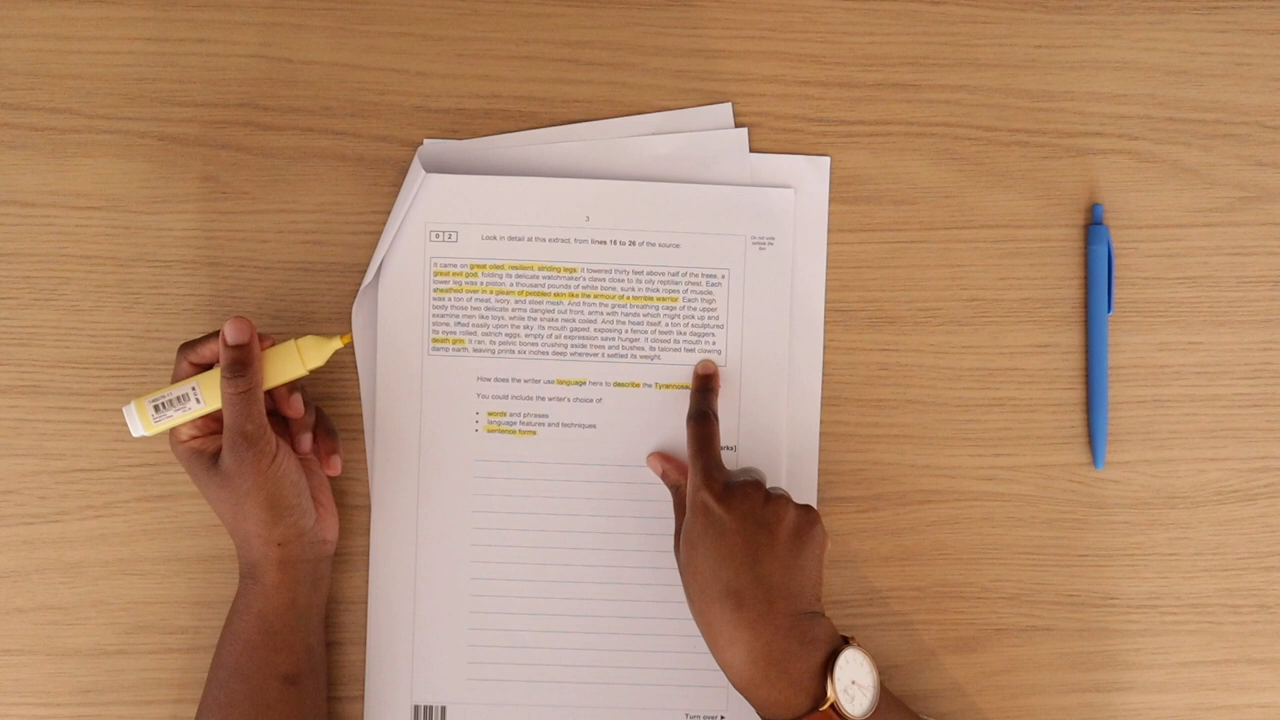 3
0 2
Look in detail at this extract, from lines 16 to 26 of the source:
Do not write
outside the
box
It came on great oiled, resilient, striding legs. It towered thirty feet above half of the trees, a
great evil god, folding its delicate watchmaker's claws close to its oily reptilian chest. Each
lower leg was a piston, a thousand pounds of white bone, sunk in thick ropes of muscle,
sheathed over in a gleam of pebbled skin like the armour of a terrible warrior. Each thigh
was a ton of meat, ivory, and steel mesh. And from the great breathing cage of the upper
body those two delicate arms dangled out front, arms with hands which might pick up and
examine men like toys, while the snake neck coiled. And the head itself, a ton of sculptured
stone, lifted easily upon the sky. Its mouth gaped, exposing a fence of teeth like daggers.
Its eyes rolled, ostrich eggs, empty of all expression save hunger. It closed its mouth in a
death grin. It ran, its pelvic bones crushing aside trees and bushes, its taloned feet clawing
damp earth, leaving prints six inches deep wherever it settled its weight.
How does the writer use language here to describe the Tyrannosau
You could include the writer's choice of
• words and phrases
• language features and techniques
• sentence forms.
arks]
Turn over ►